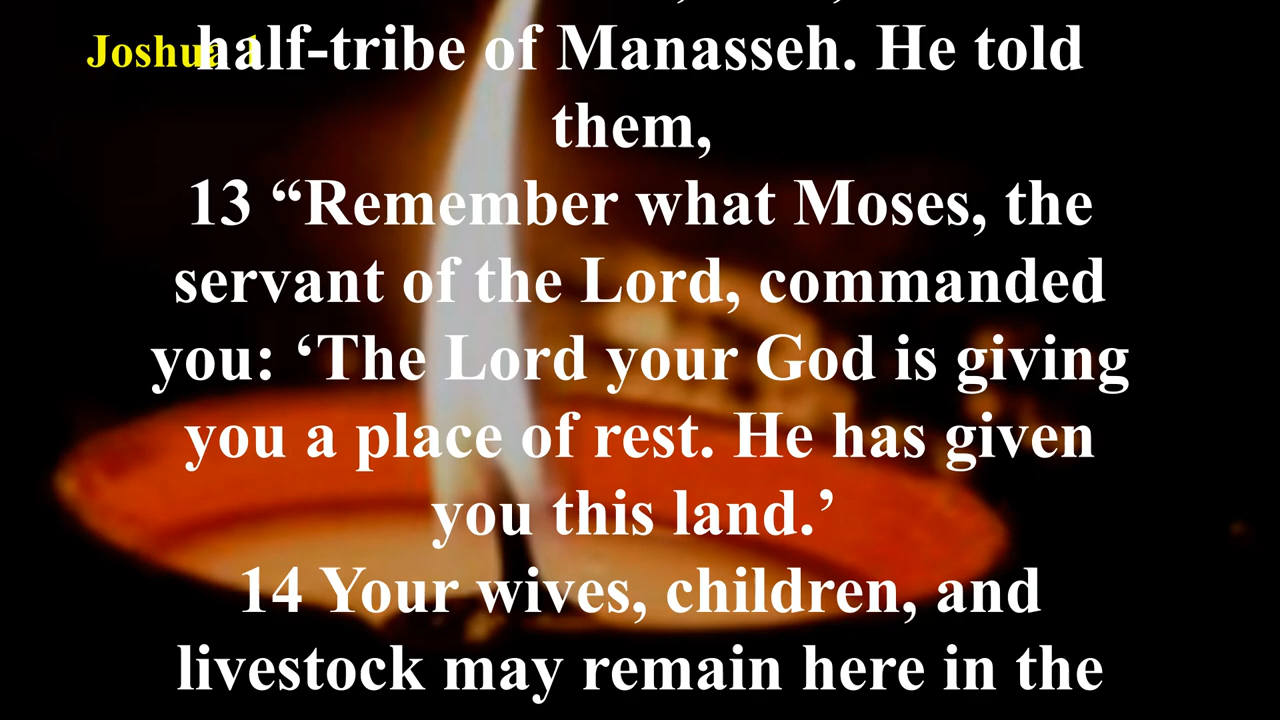 Joshua 1
half-tribe of Manasseh. He told
them,
13 “Remember what Moses, the
servant of the Lord, commanded
you: ‘The Lord your God is giving
you a place of rest. He has given
you this land.’
14 Your wives, children, and
livestock may remain here in the